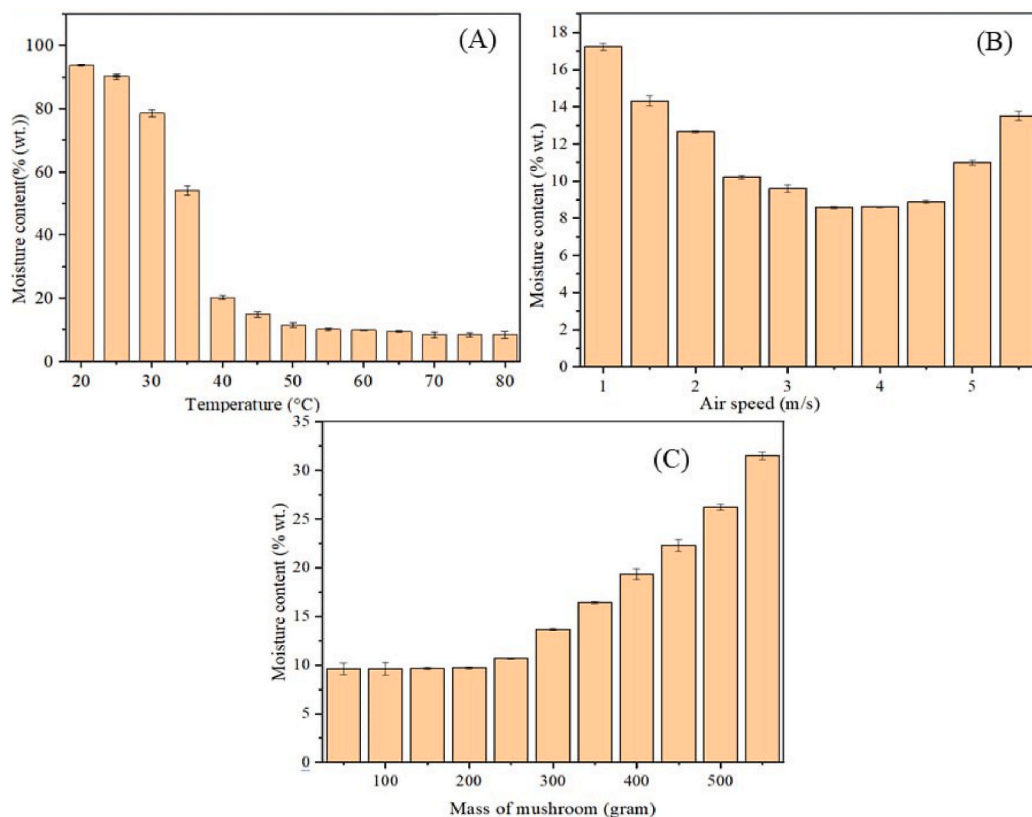 (A)
Moisture content(% (wt.))
100
80
60
40
20
0
20 30 40 50 60 70 80
Temperature (°C)
(B)
Moisture content (% wt.)
18
16
14
12
10
8
6
4
2
0
1 2 3 4 5
Air speed (m/s)
(C)
Moisture content (% wt.)
35
30
25
20
15
10
5
0
100 200 300 400 500
Mass of mushroom (gram)